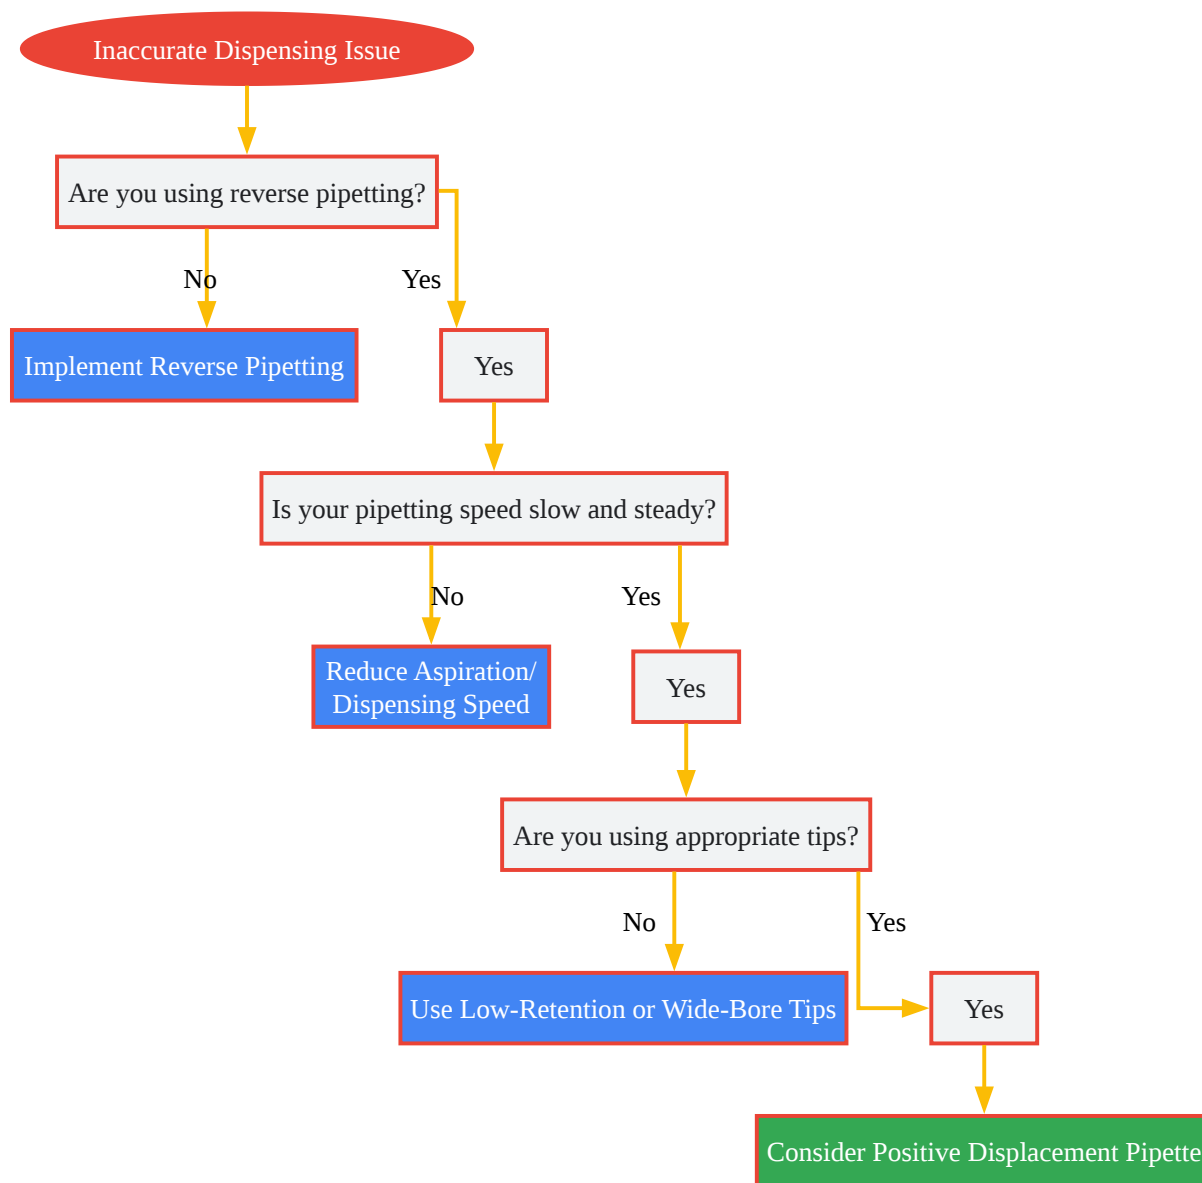 Inaccurate Dispensing Issue
Are you using reverse pipetting?
No
Yes
Implement Reverse Pipetting
Yes
Is your pipetting speed slow and steady?
No
Yes
Reduce Aspiration/
Dispensing Speed
Yes
Are you using appropriate tips?
No
Yes
Use Low-Retention or Wide-Bore Tips
Yes
Consider Positive Displacement Pipette